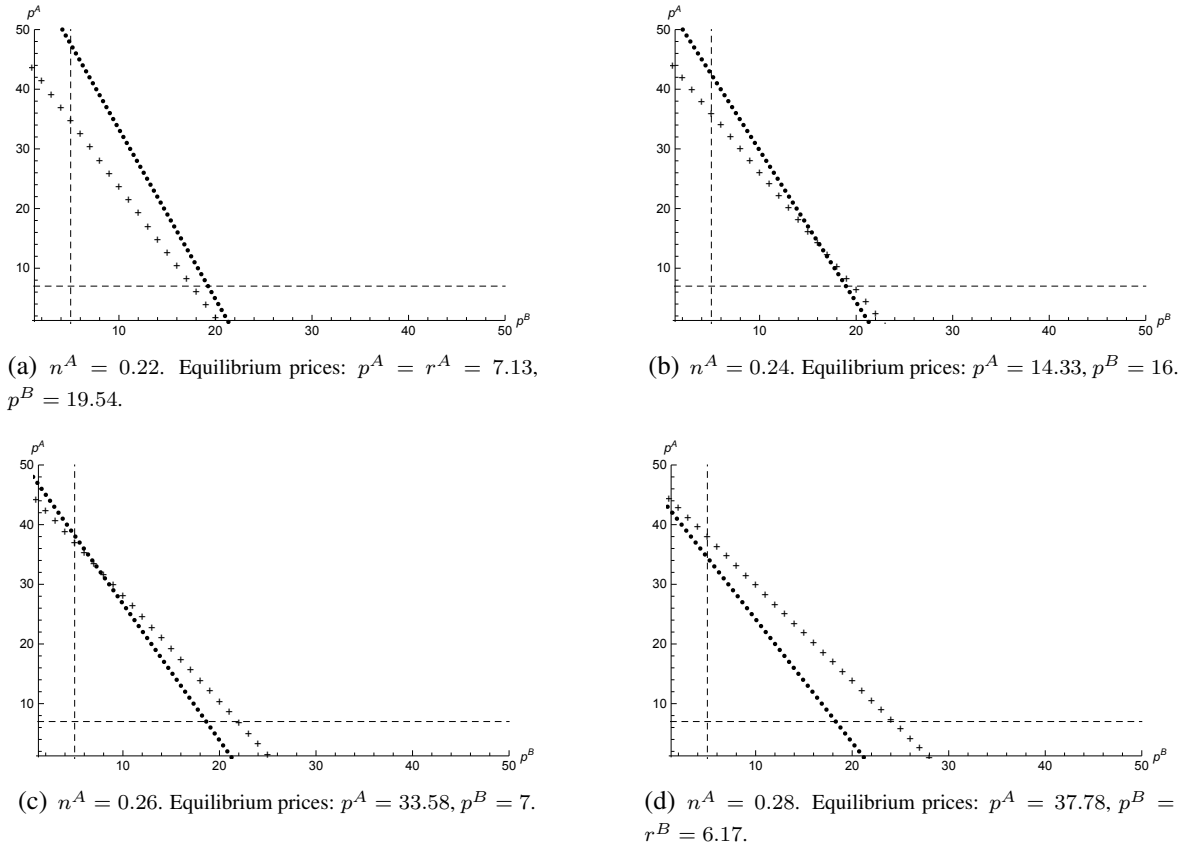 p^A
50
40
30
20
10
10 20 30 40 50
p^B
(a) n^A = 0.22. Equilibrium prices: p^A = r^A = 7.13,
p^B = 19.54.
p^A
50
40
30
20
10
10 20 30 40 50
p^B
(b) n^A = 0.24. Equilibrium prices: p^A = 14.33, p^B = 16.
p^A
50
40
30
20
10
10 20 30 40 50
p^B
(c) n^A = 0.26. Equilibrium prices: p^A = 33.58, p^B = 7.
p^A
50
40
30
20
10
10 20 30 40 50
p^B
(d) n^A = 0.28. Equilibrium prices: p^A = 37.78, p^B =
r^B = 6.17.